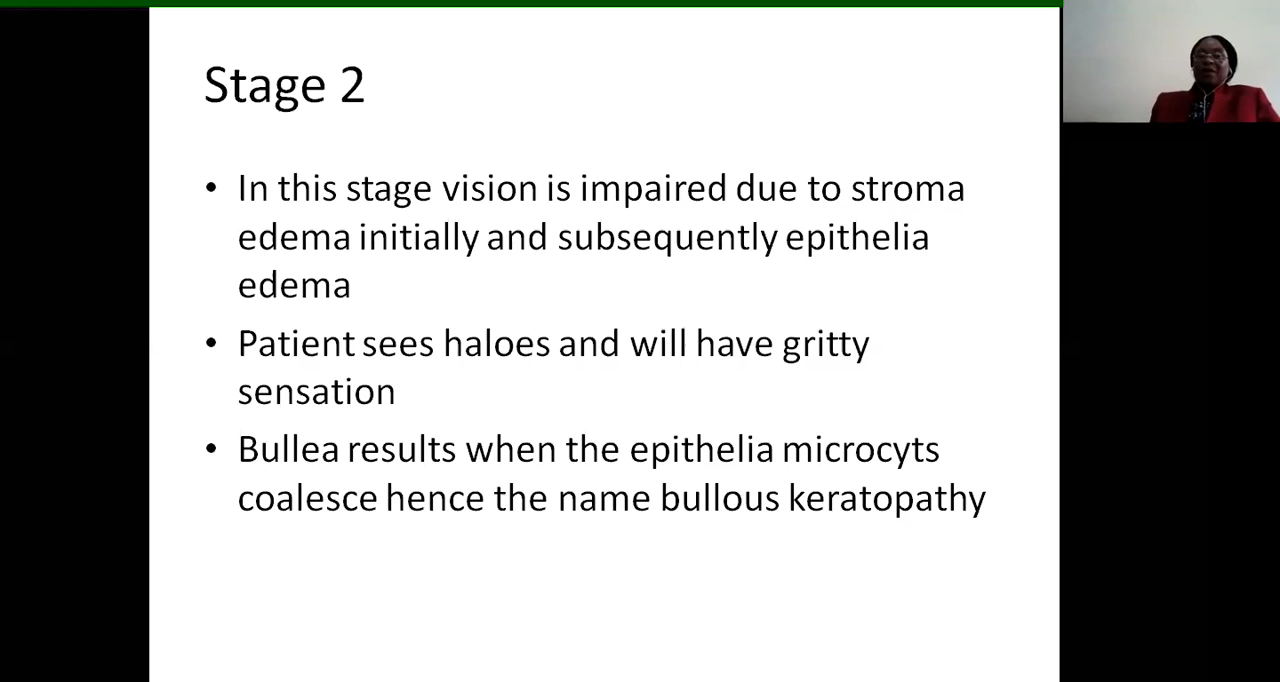 Stage 2
• In this stage vision is impaired due to stroma
edema initially and subsequently epithelia
edema
• Patient sees haloes and will have gritty
sensation
• Bullea results when the epithelia microcyts
coalesce hence the name bullous keratopathy